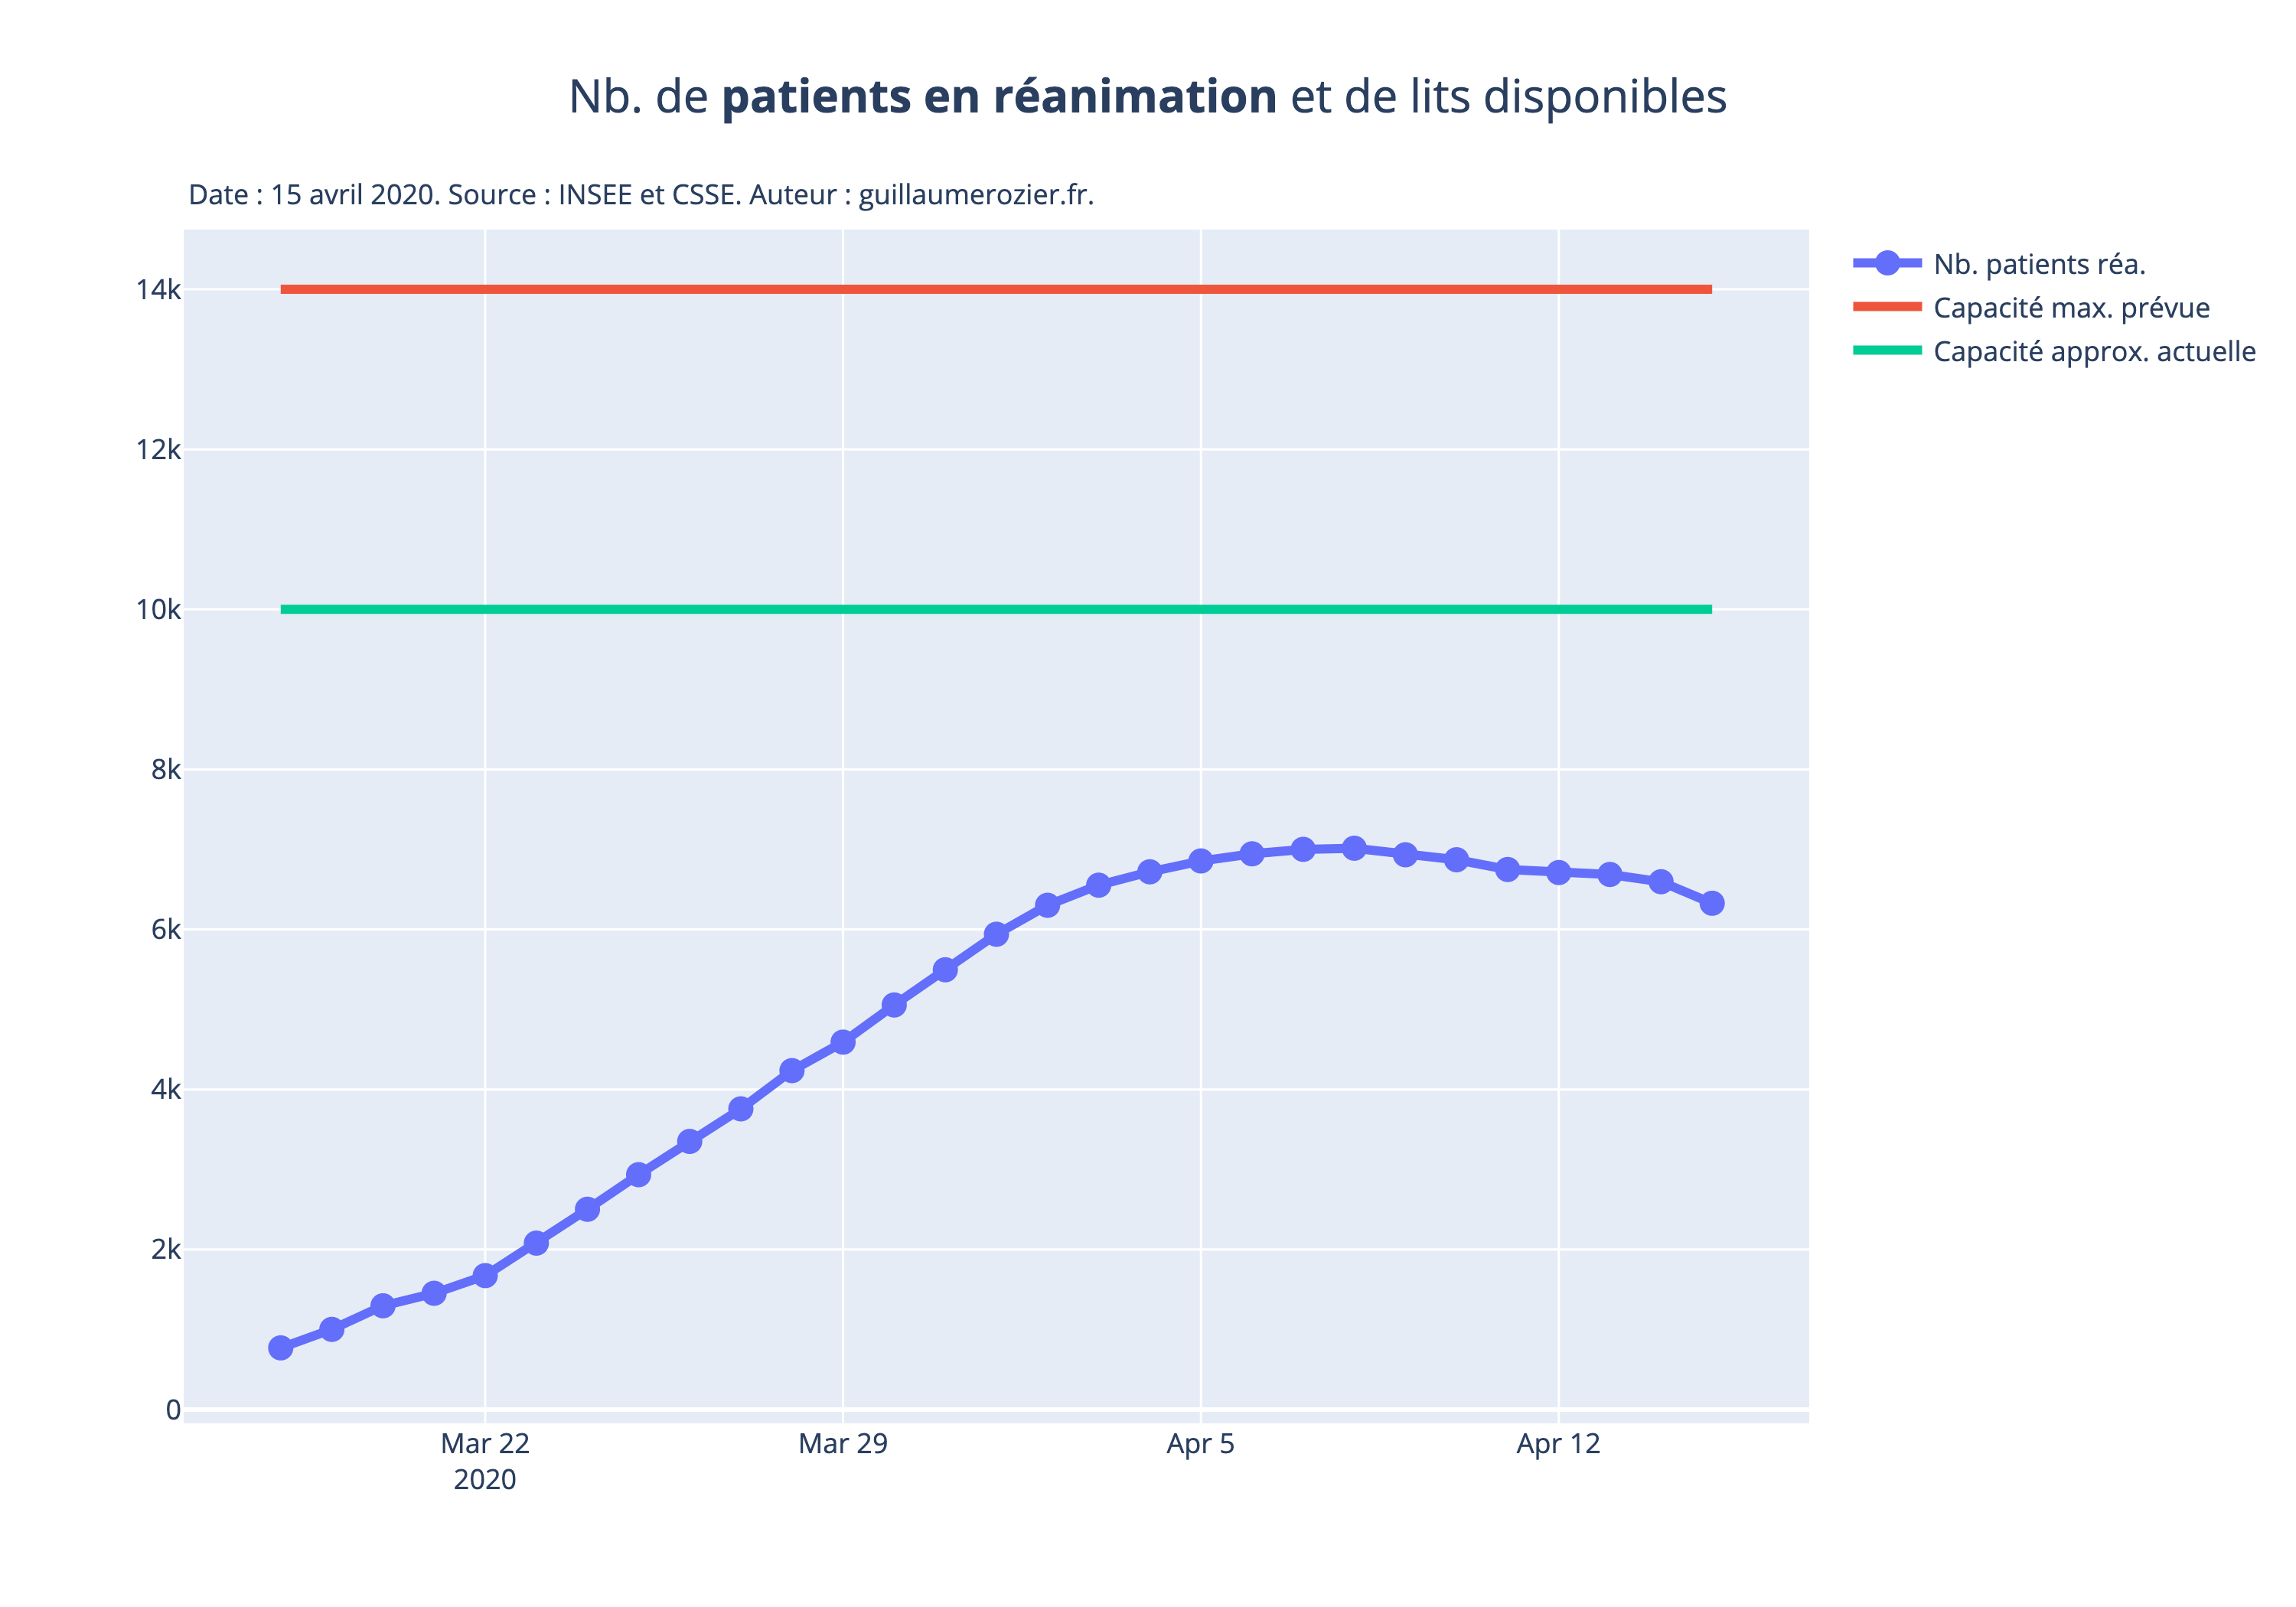 Nb. de patients en réanimation et de lits disponibles
Date : 15 avril 2020. Source : INSEE et CSSE. Auteur : guillaumerozier.fr.
Nb. patients réa.
Capacité max. prévue
Capacité approx. actuelle
14k
12k
10k
8k
6k
4k
2k
0
Mar 22 Mar 29 Apr 5 Apr 12
2020